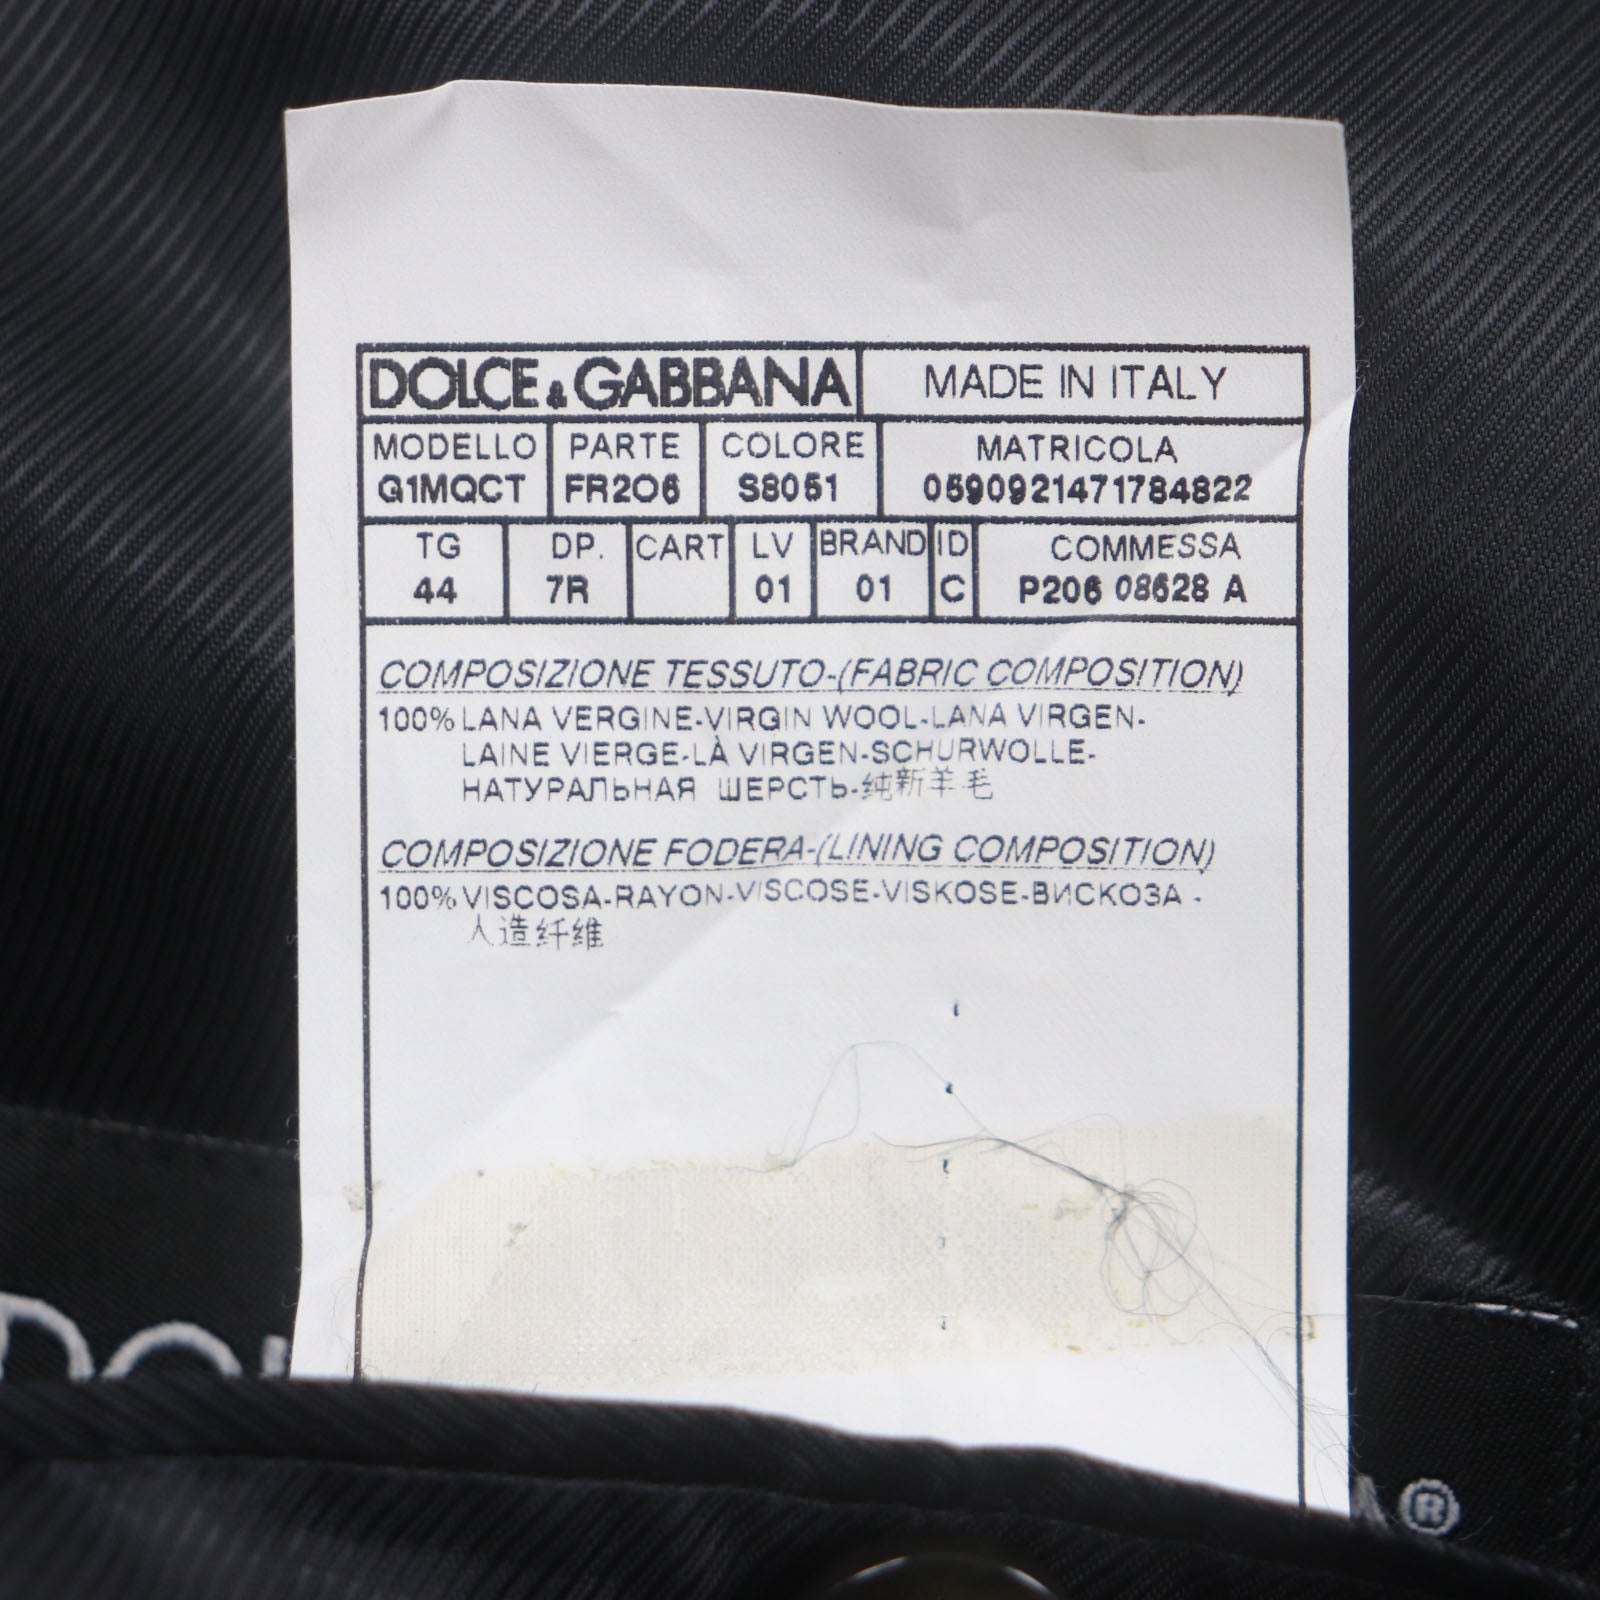 DOLCE & GABBANA MADE IN ITALY
MODELLO PARTE COLORE MATRICOLA
G1MQCT FR2O6 S8051 0590921471784822
TG DP. CART LV BRAND ID COMMESSA
44 7R 01 01 C P206 08628 A
COMPOSIZIONE TESSUTO-(FABRIC COMPOSITION)
100% LANA VERGINE-VIRGIN WOOL-LANA VIRGEN-
LAINE VIERGE-LÀ VIRGEN-SCHURWOLLE-
НАТУРАЛЬНАЯ ШЕРСТЬ-纯新羊毛
COMPOSIZIONE FODERA-(LINING COMPOSITION)
100% VISCOSA-RAYON-VISCOSE-VISKOSE-ВИСКОЗА -
人造纤维